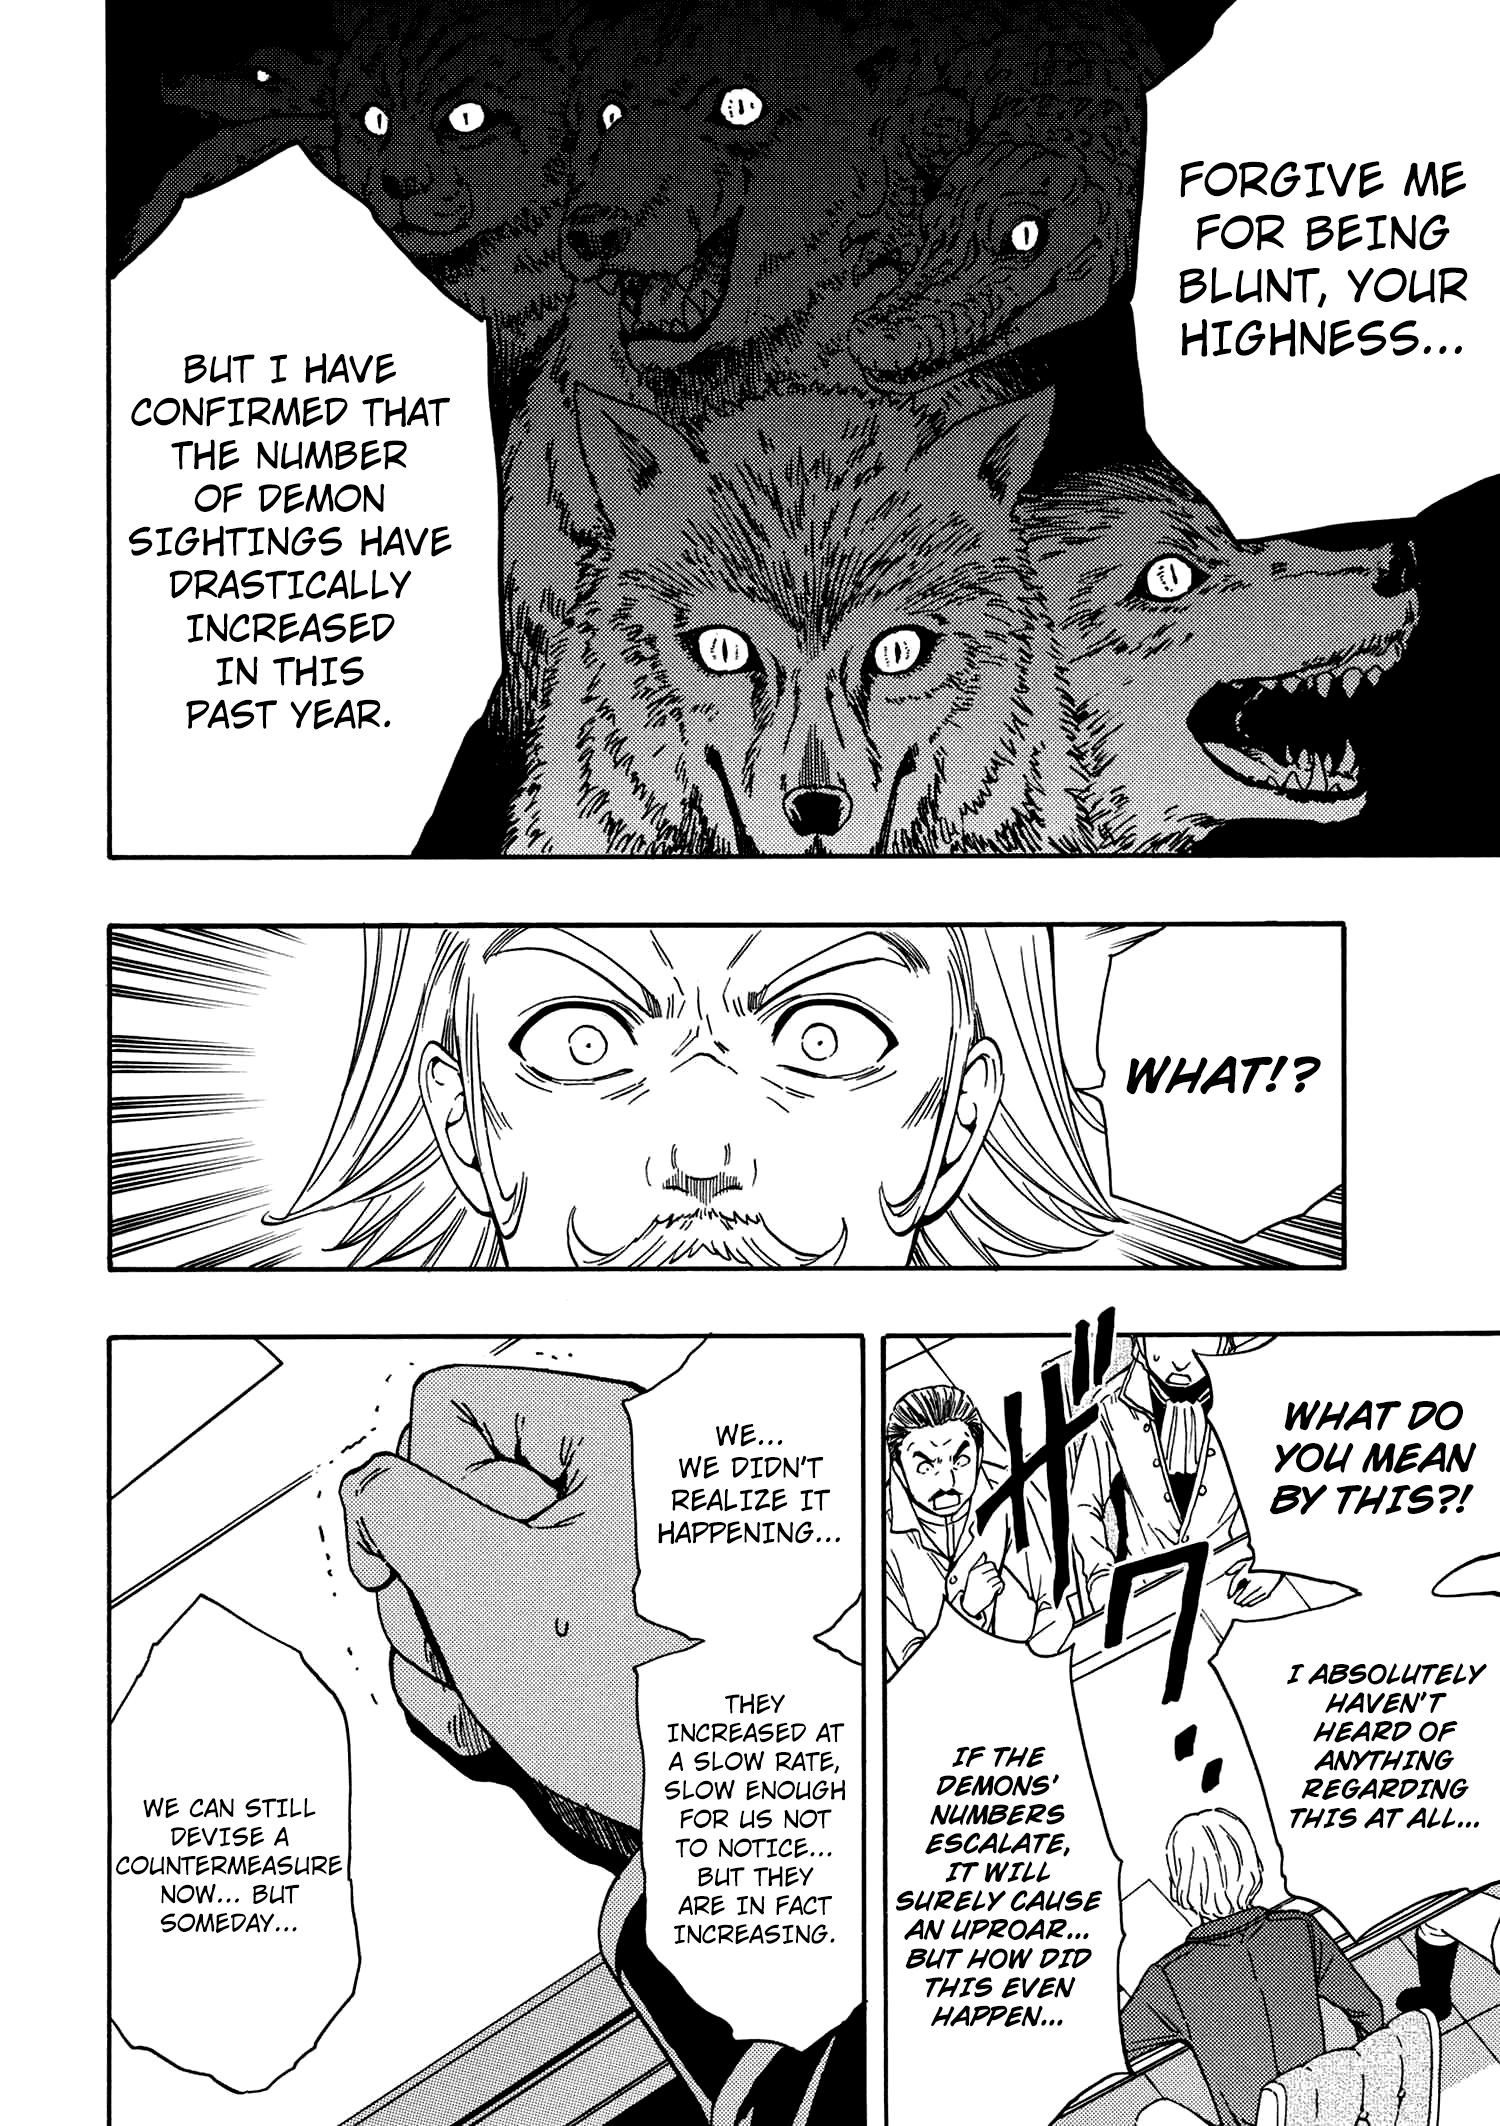 FORGIVE ME
FOR BEING
BLUNT, YOUR
HIGHNESS...
BUT I HAVE
CONFIRMED THAT
THE NUMBER
OF DEMON
SIGHTINGS HAVE
DRASTICALLY
INCREASED
IN THIS
PAST YEAR.
WHAT!?
WHAT DO
YOU MEAN
BY THIS?!
ザワ...
I ABSOLUTELY
HAVEN'T
HEARD OF
ANYTHING
REGARDING
THIS AT ALL...
IF THE
DEMONS'
NUMBERS
ESCALATE,
IT WILL
SURELY CAUSE
AN UPROAR...
BUT HOW DID
THIS EVEN
HAPPEN...
WE...
WE DIDN'T
REALIZE IT
HAPPENING...
THEY
INCREASED AT
A SLOW RATE,
SLOW ENOUGH
FOR US NOT
TO NOTICE...
BUT THEY
ARE IN FACT
INCREASING.
WE CAN STILL
DEVISE A
COUNTERMEASURE
NOW... BUT
SOMEDAY...